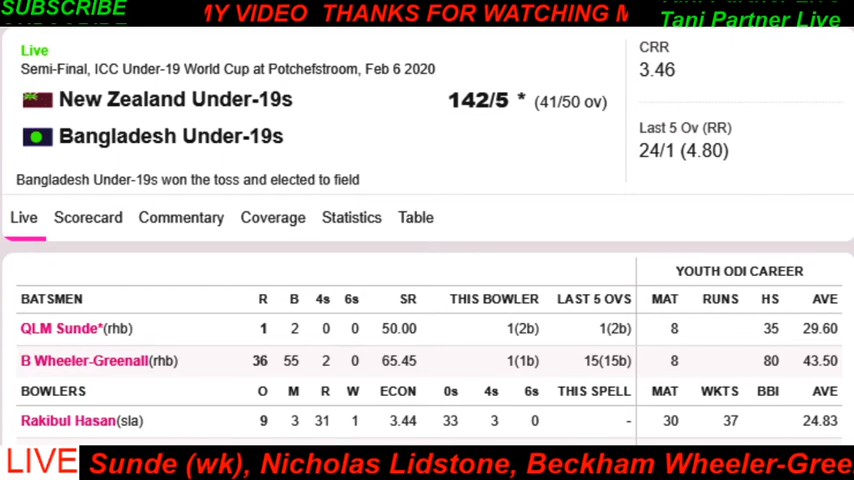 SUBSCRIBE
MY VIDEO THANKS FOR WATCHING M
Tani Partner Live
Live
Semi-Final, ICC Under-19 World Cup at Potchefstroom, Feb 6 2020
New Zealand Under-19s 142/5 * (41/50 ov)
Bangladesh Under-19s
Bangladesh Under-19s won the toss and elected to field
CRR
3.46
Last 5 Ov (RR)
24/1 (4.80)
Live Scorecard Commentary Coverage Statistics Table
YOUTH ODI CAREER
BATSMEN R B 4s 6s SR THIS BOWLER LAST 5 OVS MAT RUNS HS AVE
QLM Sunde*(rhb) 1 2 0 0 50.00 1(2b) 1(2b) 8 35 29.60
B Wheeler-Greenall(rhb) 36 55 2 0 65.45 1(1b) 15(15b) 8 80 43.50
BOWLERS O M R W ECON 0s 4s 6s THIS SPELL MAT WKTS BBI AVE
Rakibul Hasan(sla) 9 3 31 1 3.44 33 3 0 - 30 37 24.83
LIVE Sunde (wk), Nicholas Lidstone, Beckham Wheeler-Gree